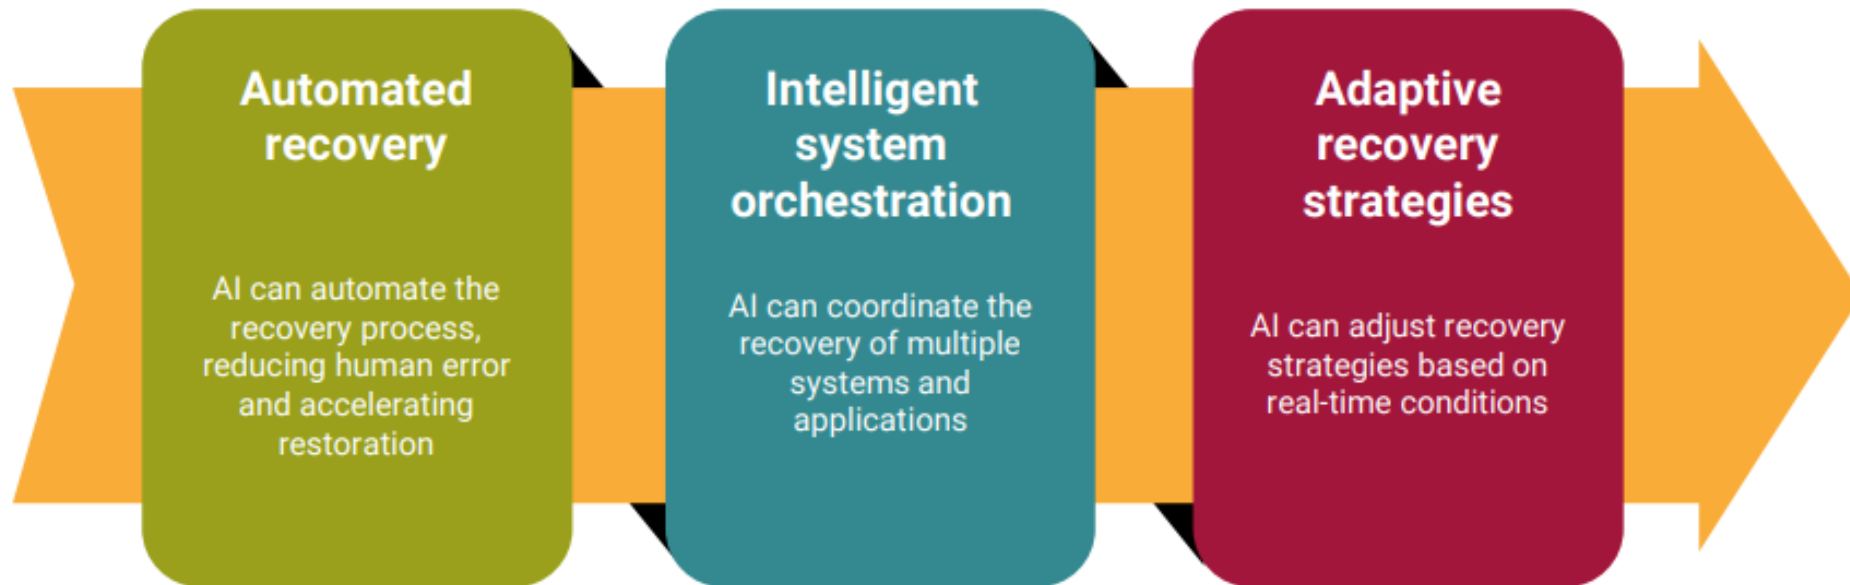 Automated
recovery
AI can automate the
recovery process,
reducing human error
and accelerating
restoration
Intelligent
system
orchestration
AI can coordinate the
recovery of multiple
systems and
applications
Adaptive
recovery
strategies
AI can adjust recovery
strategies based on
real-time conditions